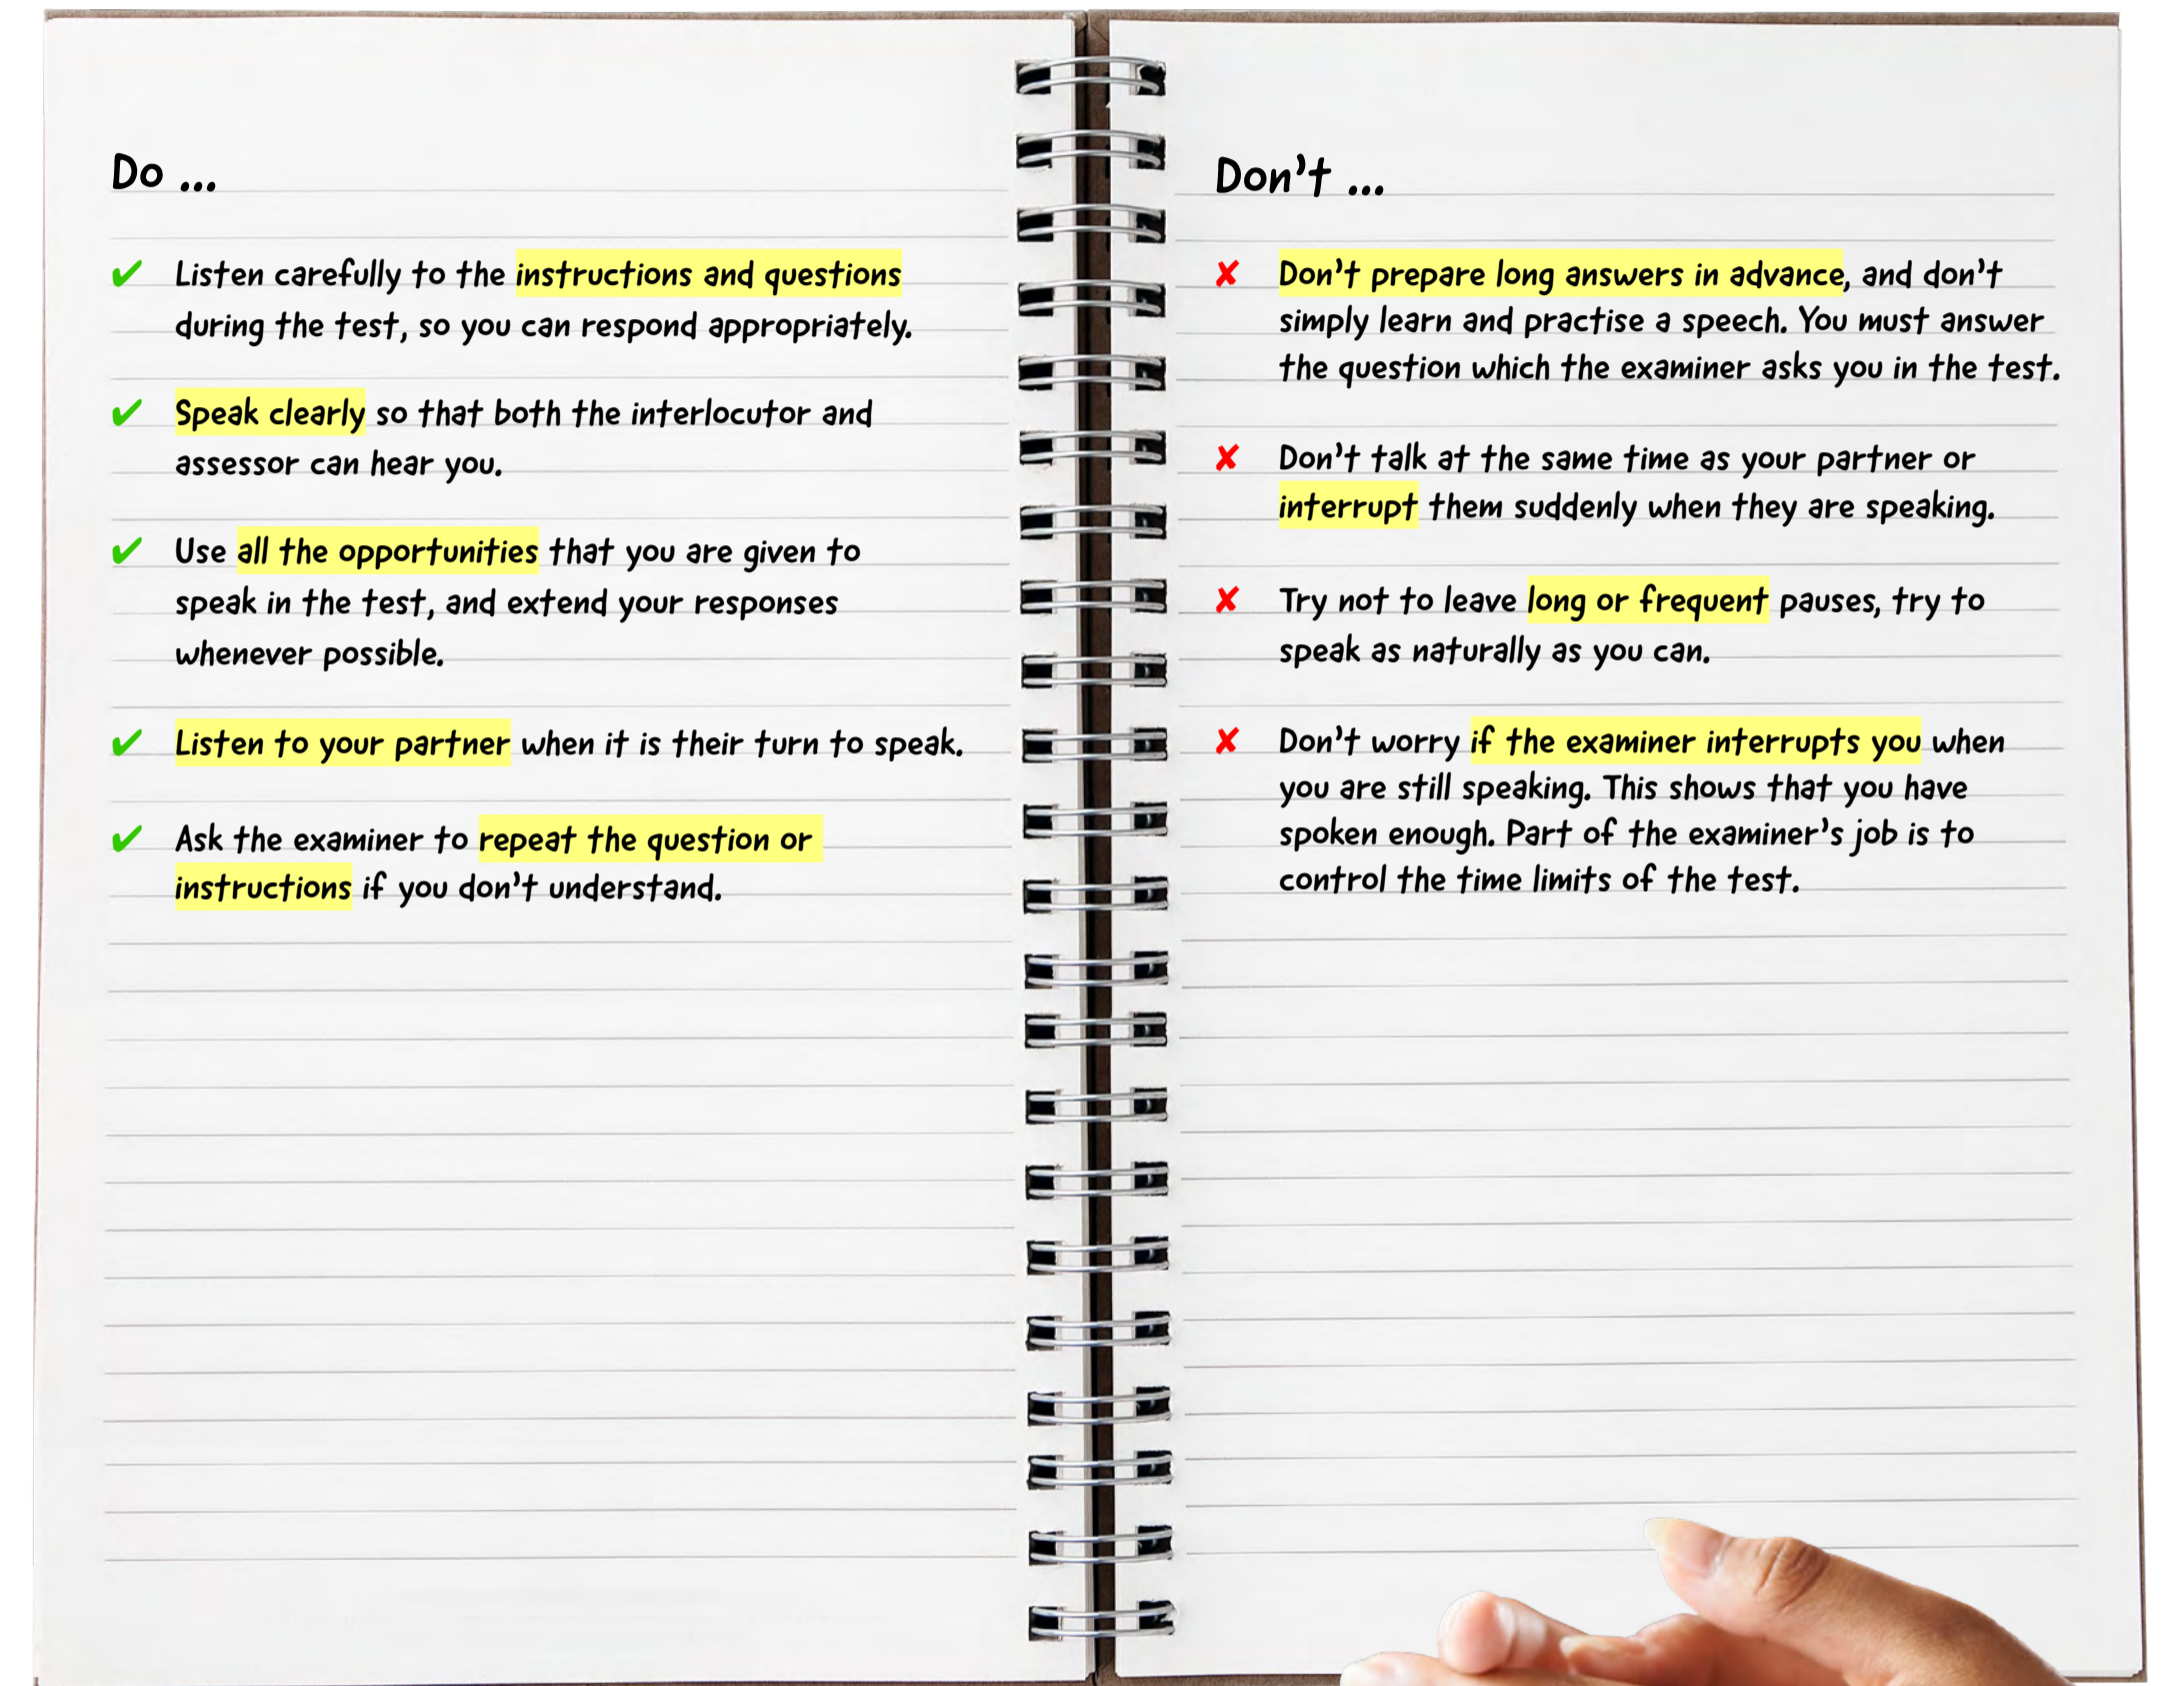 Do ...
✔ Listen carefully to the instructions and questions
during the test, so you can respond appropriately.
✔ Speak clearly so that both the interlocutor and
assessor can hear you.
✔ Use all the opportunities that you are given to
speak in the test, and extend your responses
whenever possible.
✔ Listen to your partner when it is their turn to speak.
✔ Ask the examiner to repeat the question or
instructions if you don't understand.
Don't ...
✘ Don't prepare long answers in advance, and don't
simply learn and practise a speech. You must answer
the question which the examiner asks you in the test.
✘ Don't talk at the same time as your partner or
interrupt them suddenly when they are speaking.
✘ Try not to leave long or frequent pauses, try to
speak as naturally as you can.
✘ Don't worry if the examiner interrupts you when
you are still speaking. This shows that you have
spoken enough. Part of the examiner's job is to
control the time limits of the test.